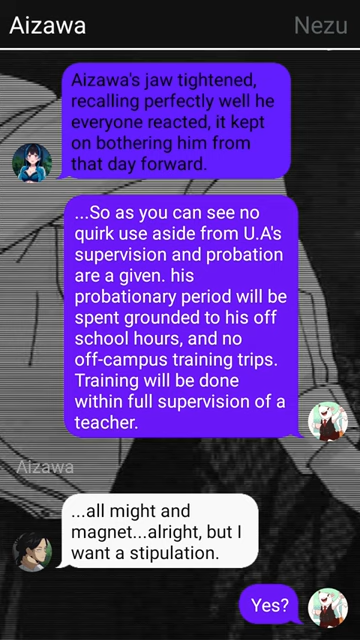 Aizawa
Nezu
Aizawa's jaw tightened,
recalling perfectly well he
everyone reacted, it kept
on bothering him from
that day forward.
...So as you can see no
quirk use aside from U.A's
supervision and probation
are a given. his
probationary period will be
spent grounded to his off
school hours, and no
off-campus training trips.
Training will be done
within full supervision of a
teacher.
Aizawa
...all might and
magnet...alright, but I
want a stipulation.
Yes?